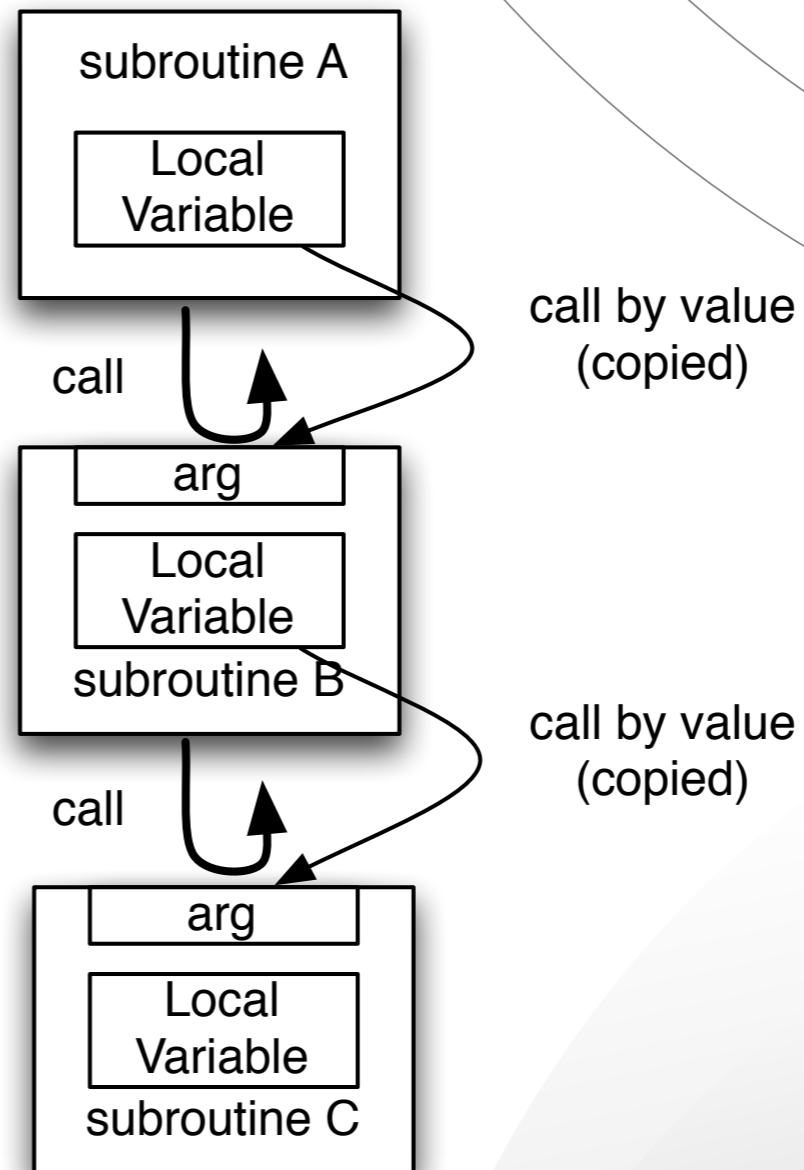 subroutine A
Local
Variable
call by value
(copied)
call
arg
Local
Variable
subroutine B
call by value
(copied)
call
arg
Local
Variable
subroutine C